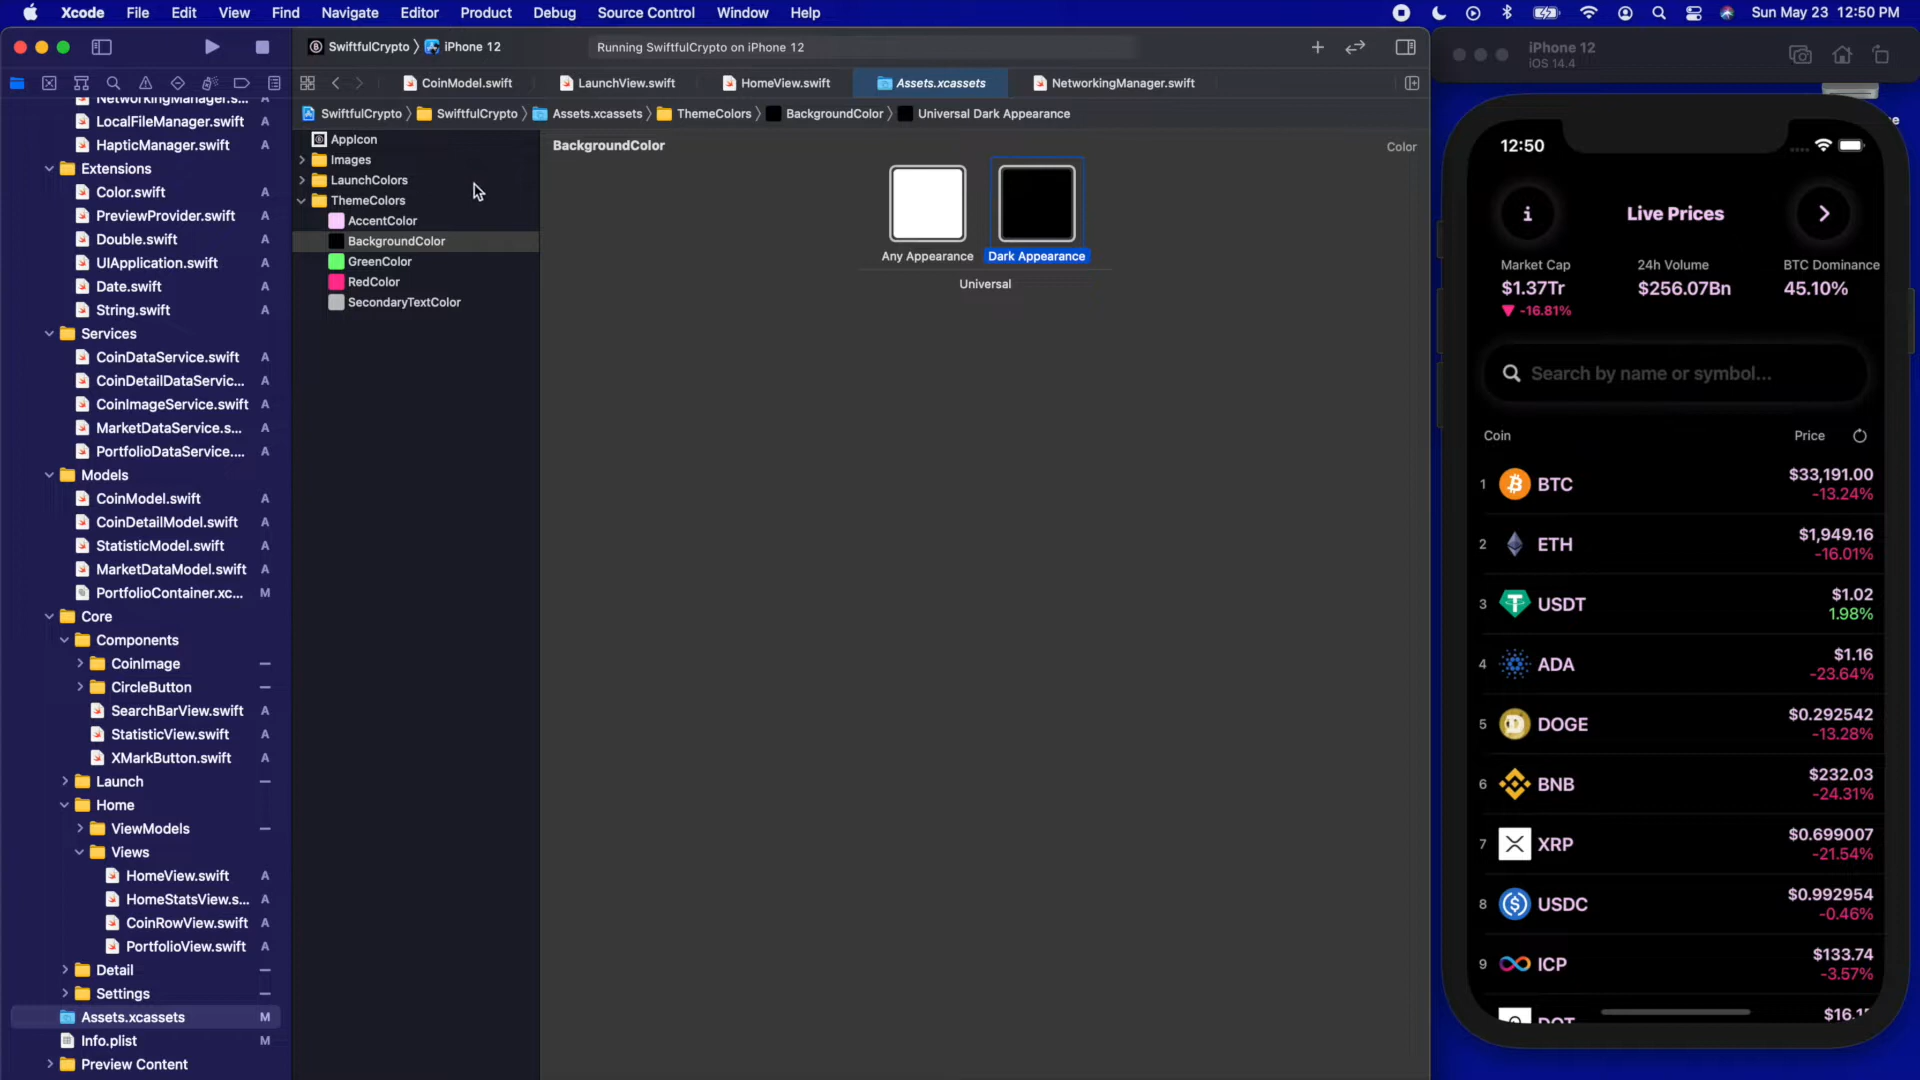 Xcode File Edit View Find Navigate Editor Product Debug Source Control Window Help Sun May 23 12:50 PM
SwiftfulCrypto iPhone 12 Running SwiftfulCrypto on iPhone 12
CoinModel.swift LaunchView.swift HomeView.swift Assets.xcassets NetworkingManager.swift
SwiftfulCrypto SwiftfulCrypto Assets.xcassets ThemeColors BackgroundColor Universal Dark Appearance
NetworkingManager.s... A
LocalFileManager.swift A
HapticManager.swift A
Extensions
Color.swift A
PreviewProvider.swift A
Double.swift A
UIApplication.swift A
Date.swift A
String.swift A
Services
CoinDataService.swift A
CoinDetailDataServic... A
CoinImageService.swift A
MarketDataService.s... A
PortfolioDataService.... A
Models
CoinModel.swift A
CoinDetailModel.swift A
StatisticModel.swift A
MarketDataModel.swift A
PortfolioContainer.xc... M
Core
Components
CoinImage
CircleButton
SearchBarView.swift A
StatisticView.swift A
XMarkButton.swift A
Launch
Home
ViewModels
Views
HomeView.swift A
HomeStatsView.s... A
CoinRowView.swift A
PortfolioView.swift A
Detail
Settings
Assets.xcassets M
Info.plist M
Preview Content
AppIcon
Images
LaunchColors
ThemeColors
AccentColor
BackgroundColor
GreenColor
RedColor
SecondaryTextColor
BackgroundColor Color
Any Appearance Dark Appearance
Universal
iPhone 12
iOS 14.4
12:50
Live Prices
Market Cap 24h Volume BTC Dominance
$1.37Tr $256.07Bn 45.10%
-16.81%
Search by name or symbol...
Coin Price
1 BTC $33,191.00
-13.24%
2 ETH $1,949.16
-16.01%
3 USDT $1.02
1.98%
4 ADA $1.16
-23.64%
5 DOGE $0.292542
-13.28%
6 BNB $232.03
-24.31%
7 XRP $0.699007
-21.54%
8 USDC $0.992954
-0.46%
9 ICP $133.74
-3.57%
DOT